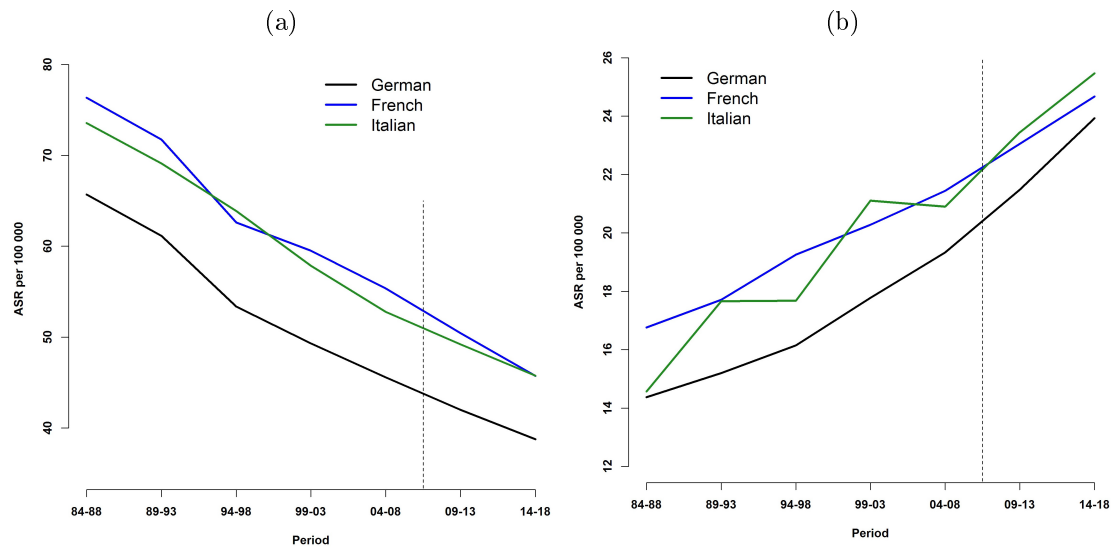 (a)
80
70
60
50
40
ASR per 100 000
German
French
Italian
84-88 89-93 94-98 99-03 04-08 09-13 14-18
Period
(b)
26
24
22
20
18
16
14
12
ASR per 100 000
German
French
Italian
84-88 89-93 94-98 99-03 04-08 09-13 14-18
Period